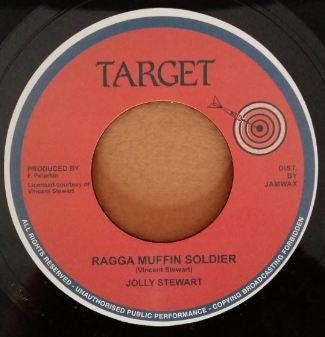 TARGET
PRODUCED BY
F. Peterkin
Licensed courtesy of
Vincent Stewart
DIST.
BY
JAMWAX
RAGGA MUFFIN SOLDIER
(Vincent Stewart)
JOLLY STEWART
ALL RIGHTS RESERVED - UNAUTHORISED PUBLIC PERFORMANCE - COPYING BROADCASTING FORBIDDEN